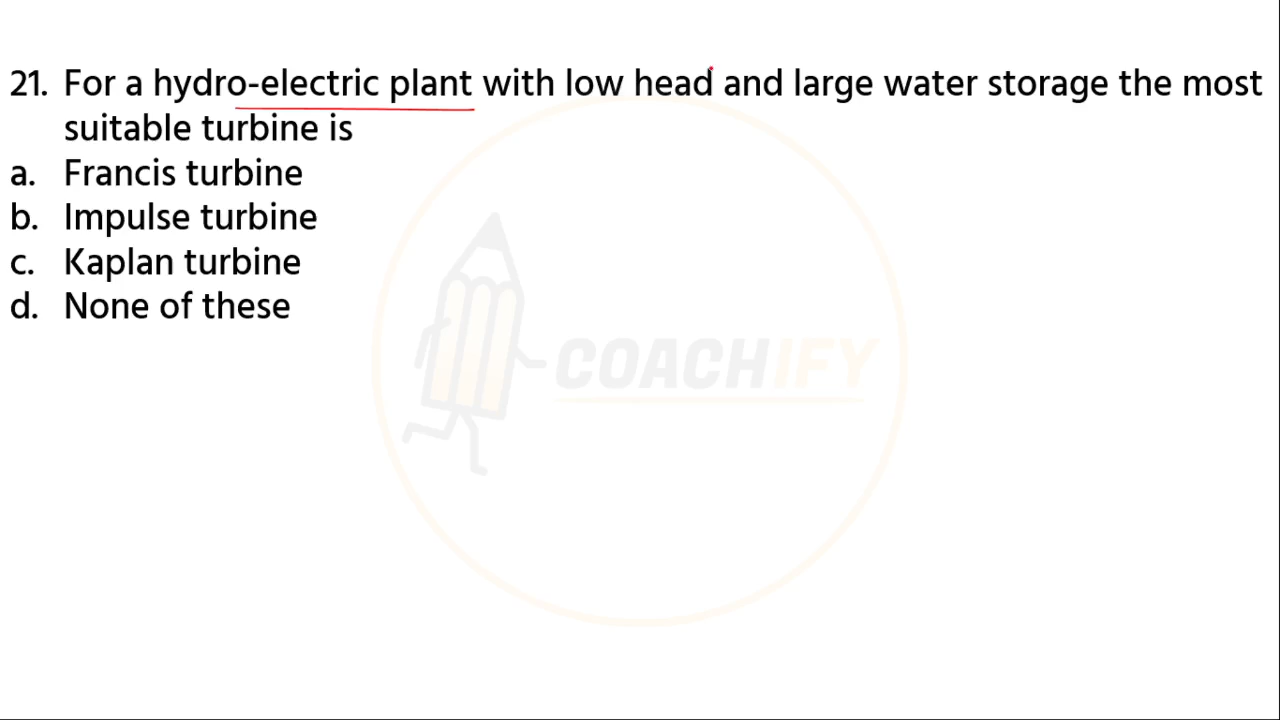 21. For a hydro-electric plant with low head and large water storage the most
suitable turbine is
a. Francis turbine
b. Impulse turbine
c. Kaplan turbine
d. None of these
COACHIFY